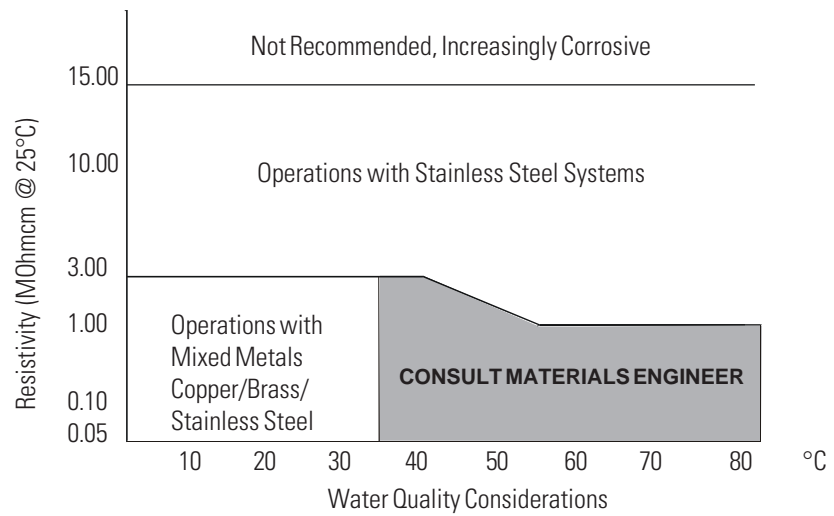 Not Recommended, Increasingly Corrosive
15.00
Resistivity (MOhmcm @ 25°C)
10.00
Operations with Stainless Steel Systems
3.00
1.00
Operations with
Mixed Metals
Copper/Brass/
Stainless Steel
CONSULT MATERIALS ENGINEER
0.10
0.05
10 20 30 40 50 60 70 80 °C
Water Quality Considerations